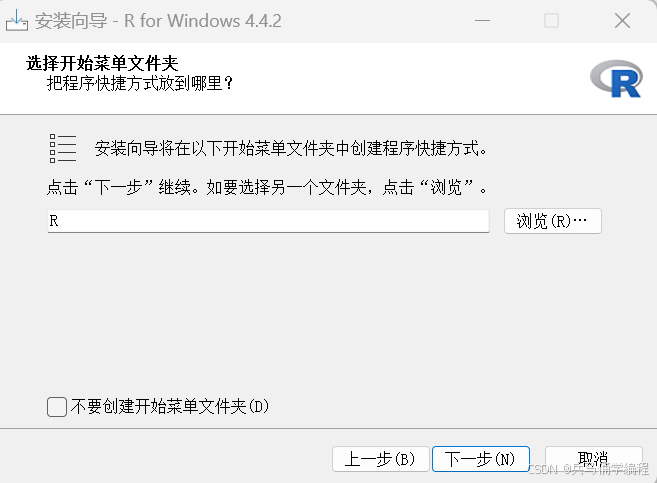 安装向导 - R for Windows 4.4.2
选择开始菜单文件夹
把程序快捷方式放到哪里？
R
安装向导将在以下开始菜单文件夹中创建程序快捷方式。
点击“下一步”继续。如要选择另一个文件夹，点击“浏览”。
R
浏览(R)…
不要创建开始菜单文件夹(D)
上一步(B)
下一步(N)
取消
CSDN @兵马俑学编程